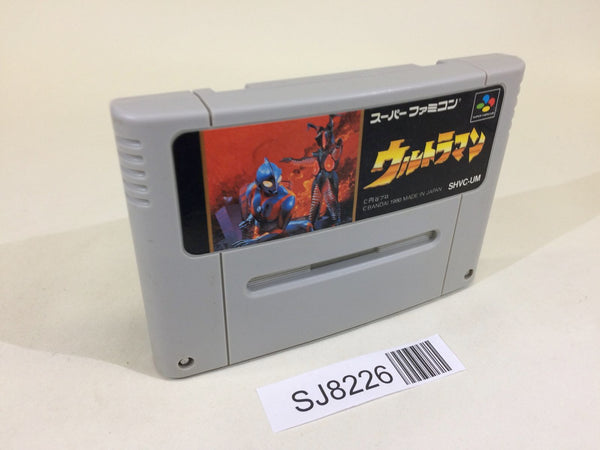 スーパーファミコン
ウルトラマン
SHVC-UM
©円谷プロ
©BANDAI 1990 MADE IN JAPAN
SJ8226